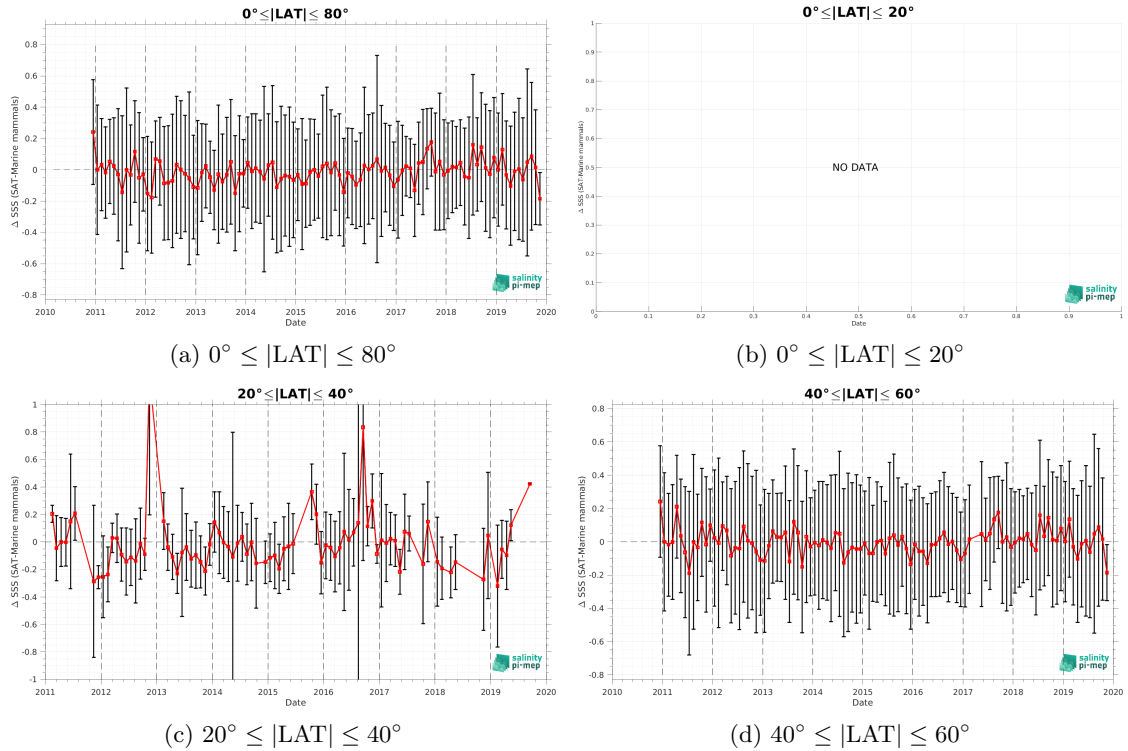 0°≤|LAT|≤ 80°
0.8
0.6
0.4
0.2
0
-0.2
-0.4
-0.6
-0.8
Δ SSS (SAT-Marine mammals)
2010 2011 2012 2013 2014 2015 2016 2017 2018 2019 2020
Date
salinity
pi-mep
(a) 0° ≤ |LAT| ≤ 80°
0°≤|LAT|≤ 20°
1
0.9
0.8
0.7
0.6
0.5
0.4
0.3
0.2
0.1
0
Δ SSS (SAT-Marine mammals)
NO DATA
0 0.1 0.2 0.3 0.4 0.5 0.6 0.7 0.8 0.9 1
Date
salinity
pi-mep
(b) 0° ≤ |LAT| ≤ 20°
20°≤|LAT|≤ 40°
1
0.8
0.6
0.4
0.2
0
-0.2
-0.4
-0.6
-0.8
-1
Δ SSS (SAT-Marine mammals)
2011 2012 2013 2014 2015 2016 2017 2018 2019 2020
Date
salinity
pi-mep
(c) 20° ≤ |LAT| ≤ 40°
40°≤|LAT|≤ 60°
0.8
0.6
0.4
0.2
0
-0.2
-0.4
-0.6
-0.8
Δ SSS (SAT-Marine mammals)
2010 2011 2012 2013 2014 2015 2016 2017 2018 2019 2020
Date
salinity
pi-mep
(d) 40° ≤ |LAT| ≤ 60°